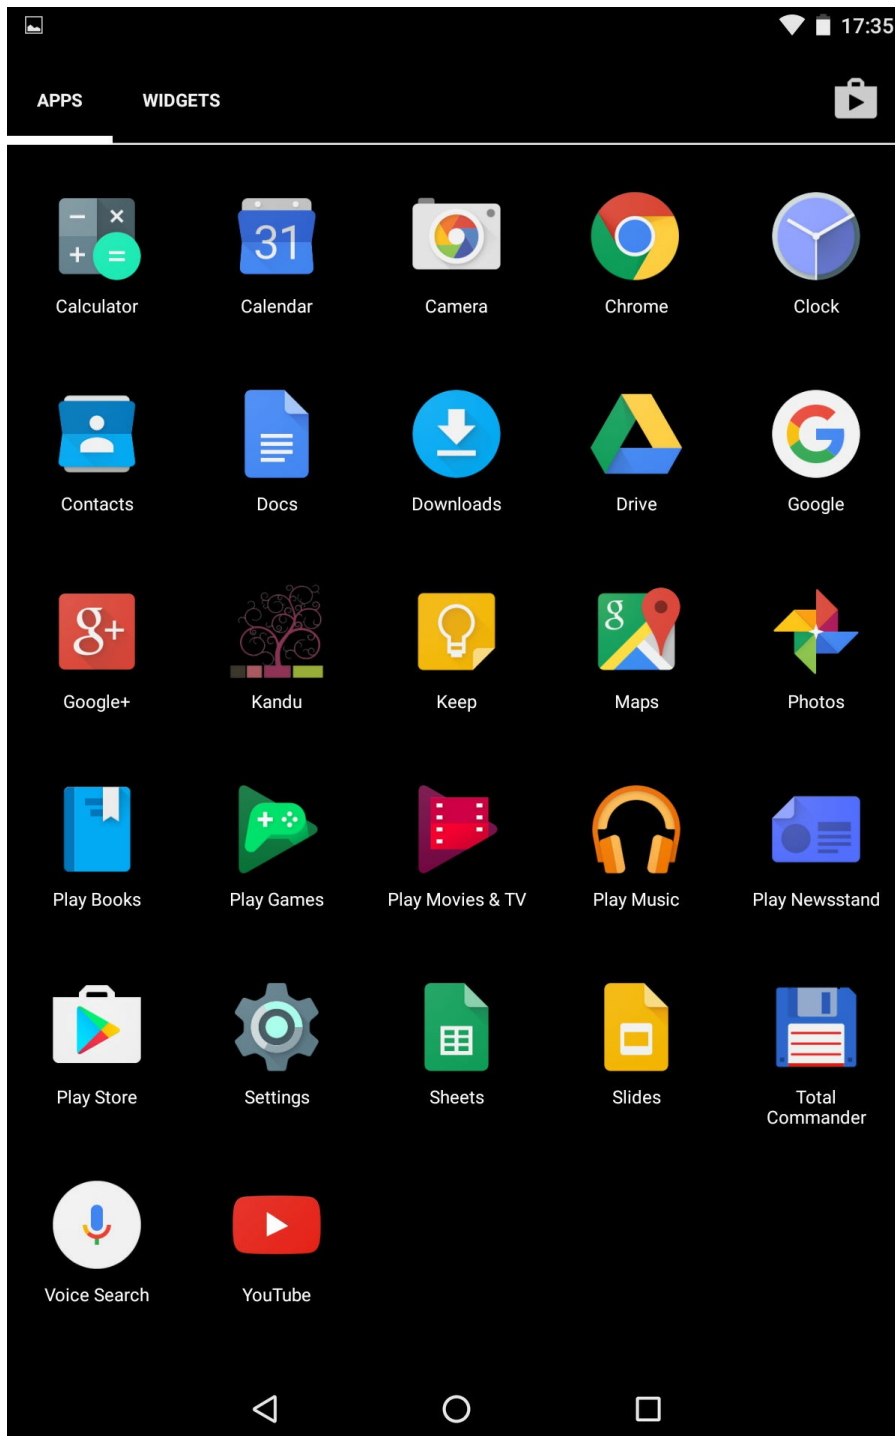 17:35
APPS WIDGETS
31
Calculator Calendar Camera Chrome Clock
G
Contacts Docs Downloads Drive Google
g+ g
Google+ Kandu Keep Maps Photos
Play Books Play Games Play Movies & TV Play Music Play Newsstand
Play Store Settings Sheets Slides Total
Commander
Voice Search YouTube